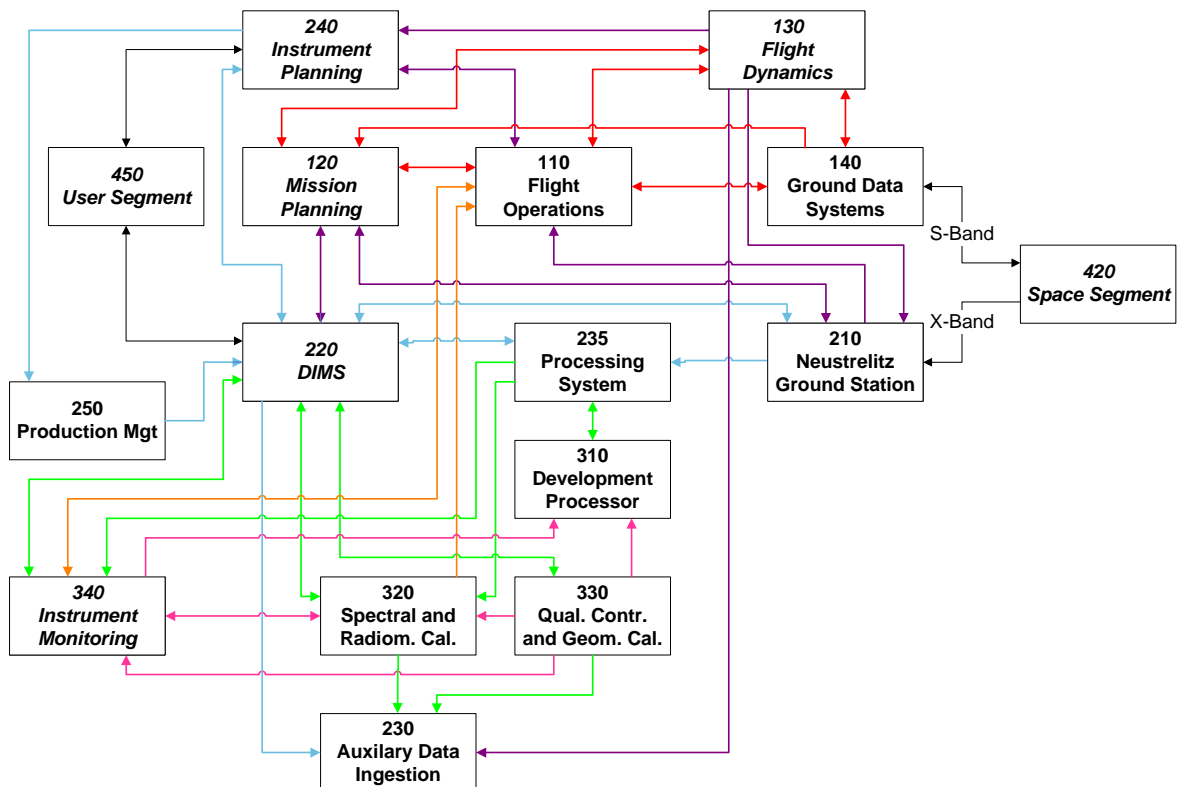 240
Instrument
Planning
130
Flight
Dynamics
450
User Segment
120
Mission
Planning
110
Flight
Operations
140
Ground Data
Systems
S-Band
420
Space Segment
X-Band
220
DIMS
235
Processing
System
210
Neustrelitz
Ground Station
250
Production Mgt
310
Development
Processor
340
Instrument
Monitoring
320
Spectral and
Radiom. Cal.
330
Qual. Contr.
and Geom. Cal.
230
Auxilary Data
Ingestion